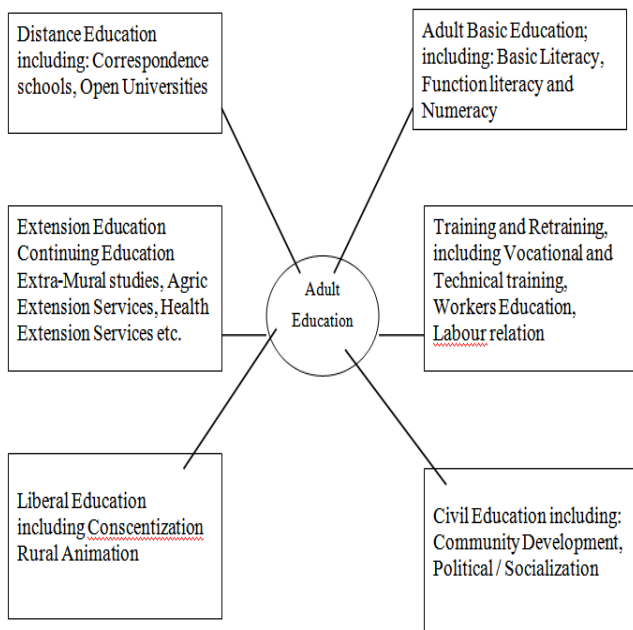 Distance Education
including: Correspondence
schools, Open Universities
Adult Basic Education;
including: Basic Literacy,
Function literacy and
Numeracy
Extension Education
Continuing Education
Extra-Mural studies, Agric
Extension Services, Health
Extension Services etc.
Adult
Education
Training and Retraining,
including Vocational and
Technical training,
Workers Education,
Labour relation
Liberal Education
including Conscentization
Rural Animation
Civil Education including:
Community Development,
Political / Socialization